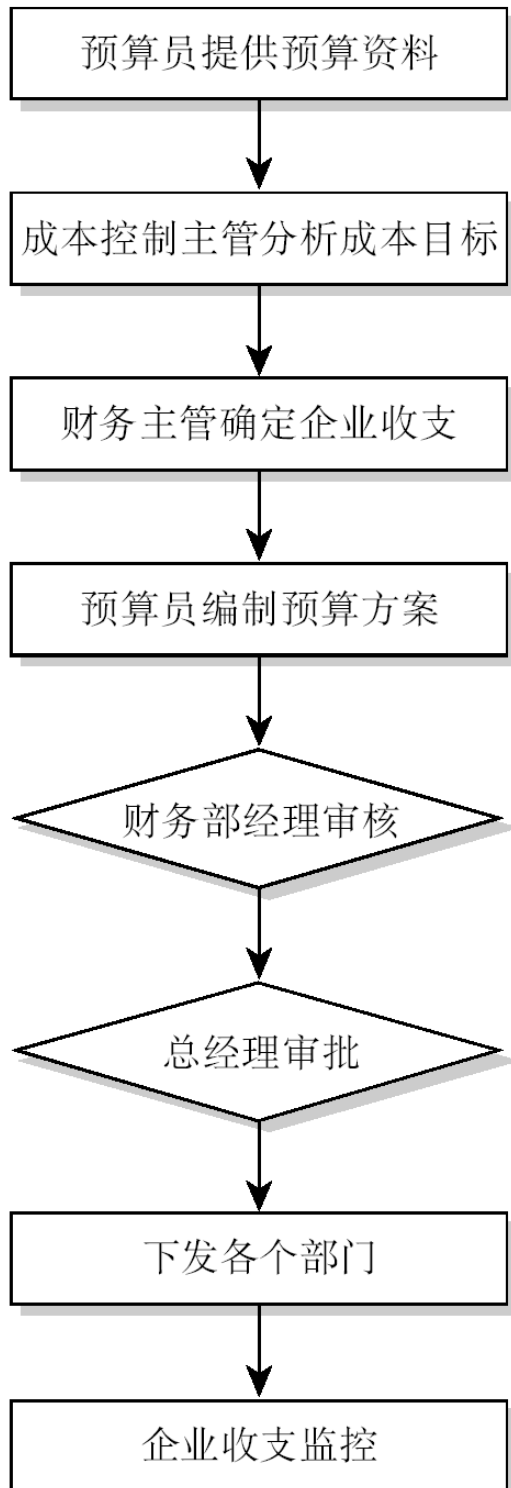 预算员提供预算资料
成本控制主管分析成本目标
财务主管确定企业收支
预算员编制预算方案
财务部经理审核
总经理审批
下发各个部门
企业收支监控